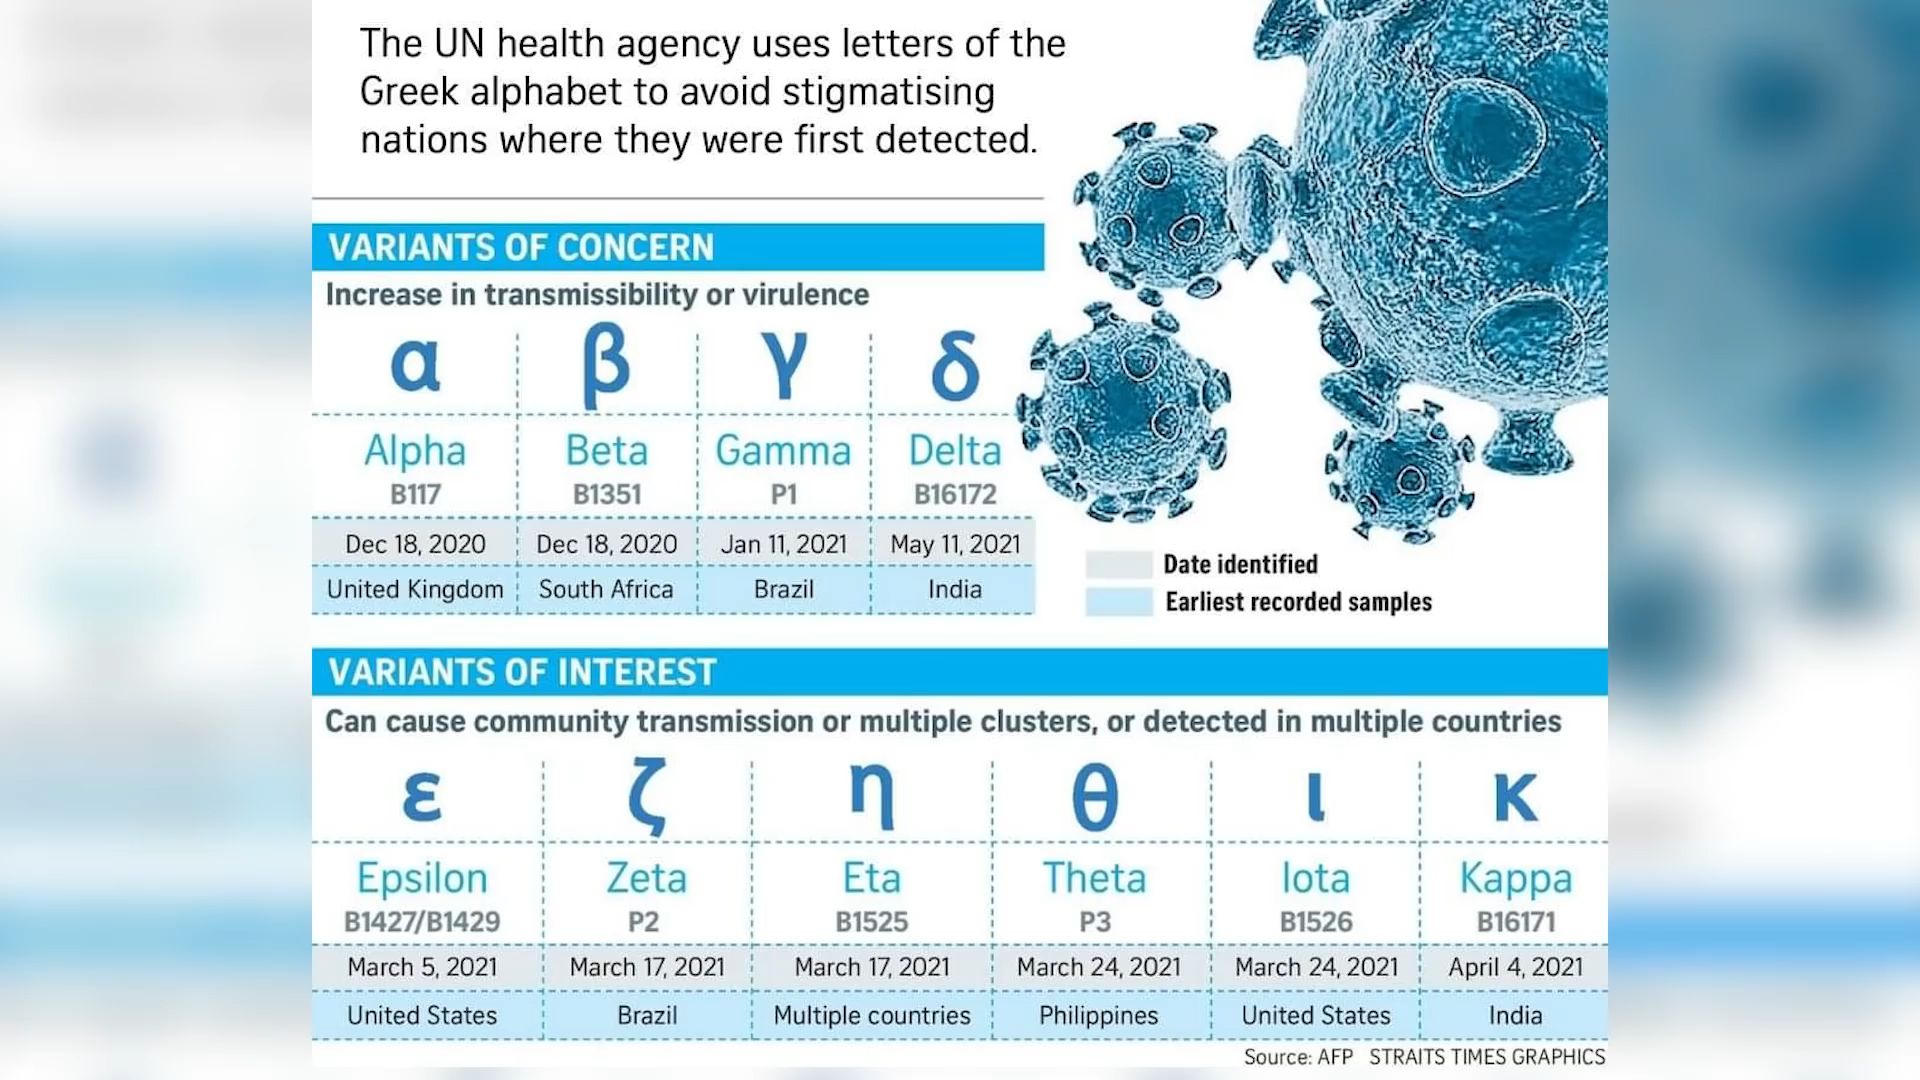 The UN health agency uses letters of the
Greek alphabet to avoid stigmatising
nations where they were first detected.
VARIANTS OF CONCERN
Increase in transmissibility or virulence
α β γ δ
Alpha Beta Gamma Delta
B117 B1351 P1 B16172
Dec 18, 2020 Dec 18, 2020 Jan 11, 2021 May 11, 2021
United Kingdom South Africa Brazil India
Date identified
Earliest recorded samples
VARIANTS OF INTEREST
Can cause community transmission or multiple clusters, or detected in multiple countries
ε ζ η θ ι κ
Epsilon Zeta Eta Theta Iota Kappa
B1427/B1429 P2 B1525 P3 B1526 B16171
March 5, 2021 March 17, 2021 March 17, 2021 March 24, 2021 March 24, 2021 April 4, 2021
United States Brazil Multiple countries Philippines United States India
Source: AFP STRAITS TIMES GRAPHICS